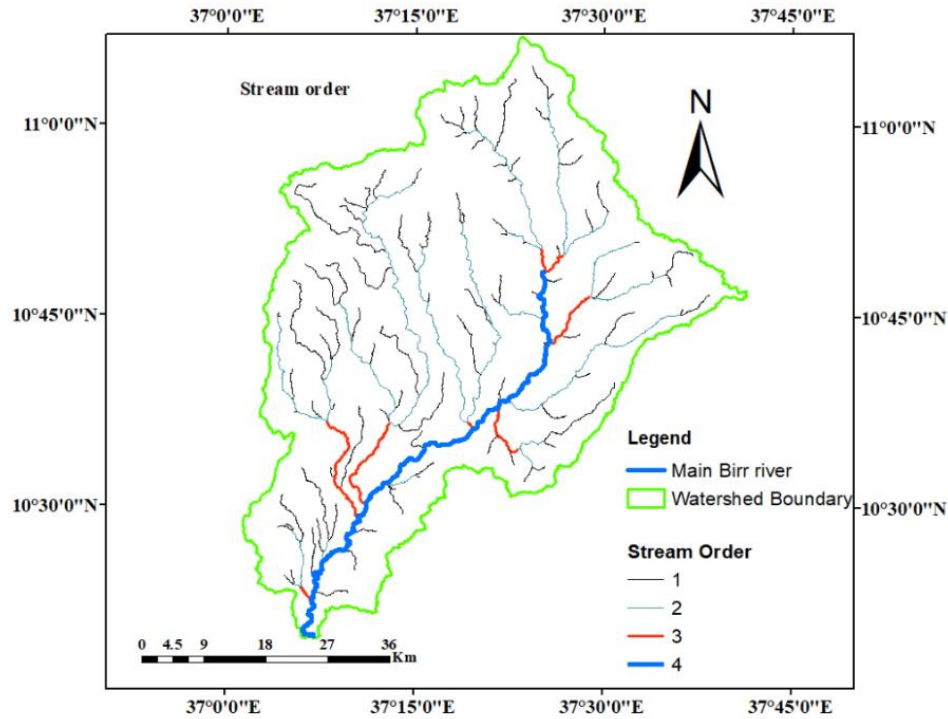 37°0'0"E 37°15'0"E 37°30'0"E 37°45'0"E
Stream order
N
11°0'0"N 11°0'0"N
10°45'0"N 10°45'0"N
10°30'0"N 10°30'0"N
Legend
Main Birr river
Watershed Boundary
Stream Order
1
2
3
4
0 4.5 9 18 27 36
Km
37°0'0"E 37°15'0"E 37°30'0"E 37°45'0"E